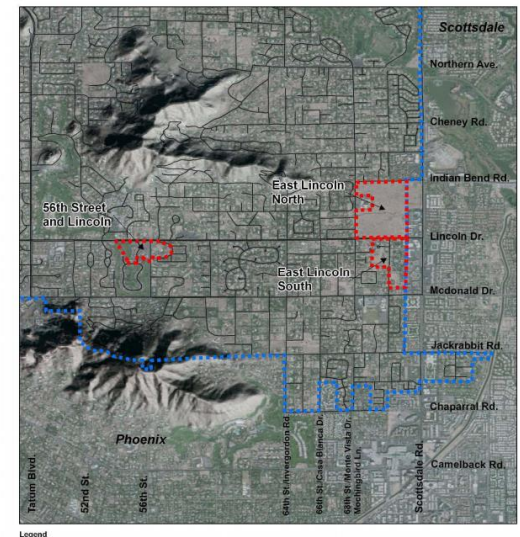 Scottsdale
Northern Ave.
Cheney Rd.
Indian Bend Rd.
East Lincoln
North
56th Street
and Lincoln
Lincoln Dr.
East Lincoln
South
Mcdonald Dr.
Jackrabbit Rd.
Chaparral Rd.
Phoenix
Camelback Rd.
Tatum Blvd.
52nd St.
56th St.
64th St./Invergordon Rd.
66th St./Casa Blanca Dr.
68th St./Monte Vista Dr.
Mockingbird Ln.
Scottsdale Rd.
Legend